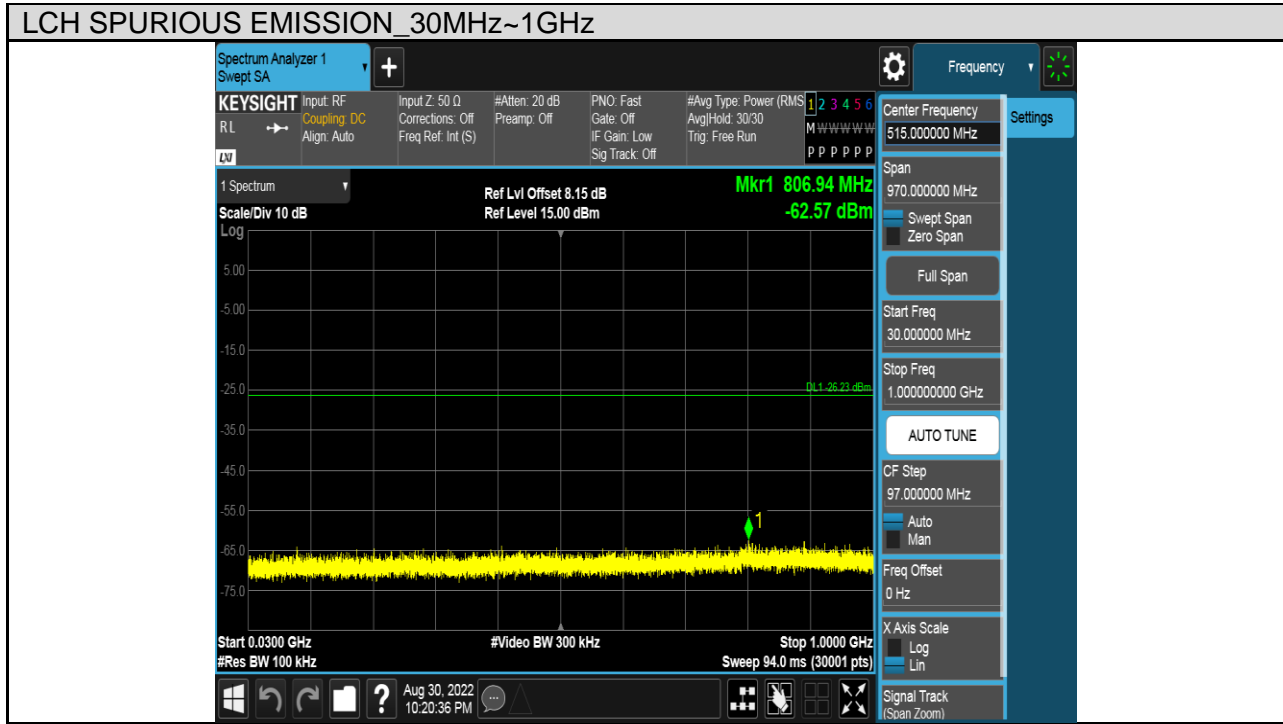 LCH SPURIOUS EMISSION_30MHz~1GHz
Spectrum Analyzer 1
Swept SA
+
Frequency
KEYSIGHT
RL
LXI
Input: RF
Coupling: DC
Align: Auto
Input Z: 50 Ω
Corrections: Off
Freq Ref: Int (S)
#Atten: 20 dB
Preamp: Off
PNO: Fast
Gate: Off
IF Gain: Low
Sig Track: Off
#Avg Type: Power (RMS
Avg|Hold: 30/30
Trig: Free Run
1 2 3 4 5 6
M W W W W W
P P P P P P
1 Spectrum
Scale/Div 10 dB
Ref Lvl Offset 8.15 dB
Ref Level 15.00 dBm
Mkr1 806.94 MHz
-62.57 dBm
Log
5.00
-5.00
-15.0
-25.0
DL1 -26.23 dBm
-35.0
-45.0
-55.0
1
-65.0
-75.0
Start 0.0300 GHz
#Video BW 300 kHz
Stop 1.0000 GHz
#Res BW 100 kHz
Sweep 94.0 ms (30001 pts)
Center Frequency
515.000000 MHz
Settings
Span
970.000000 MHz
Swept Span
Zero Span
Full Span
Start Freq
30.000000 MHz
Stop Freq
1.000000000 GHz
AUTO TUNE
CF Step
97.000000 MHz
Auto
Man
Freq Offset
0 Hz
X Axis Scale
Log
Lin
Signal Track
(Span Zoom)
?
Aug 30, 2022
10:20:36 PM